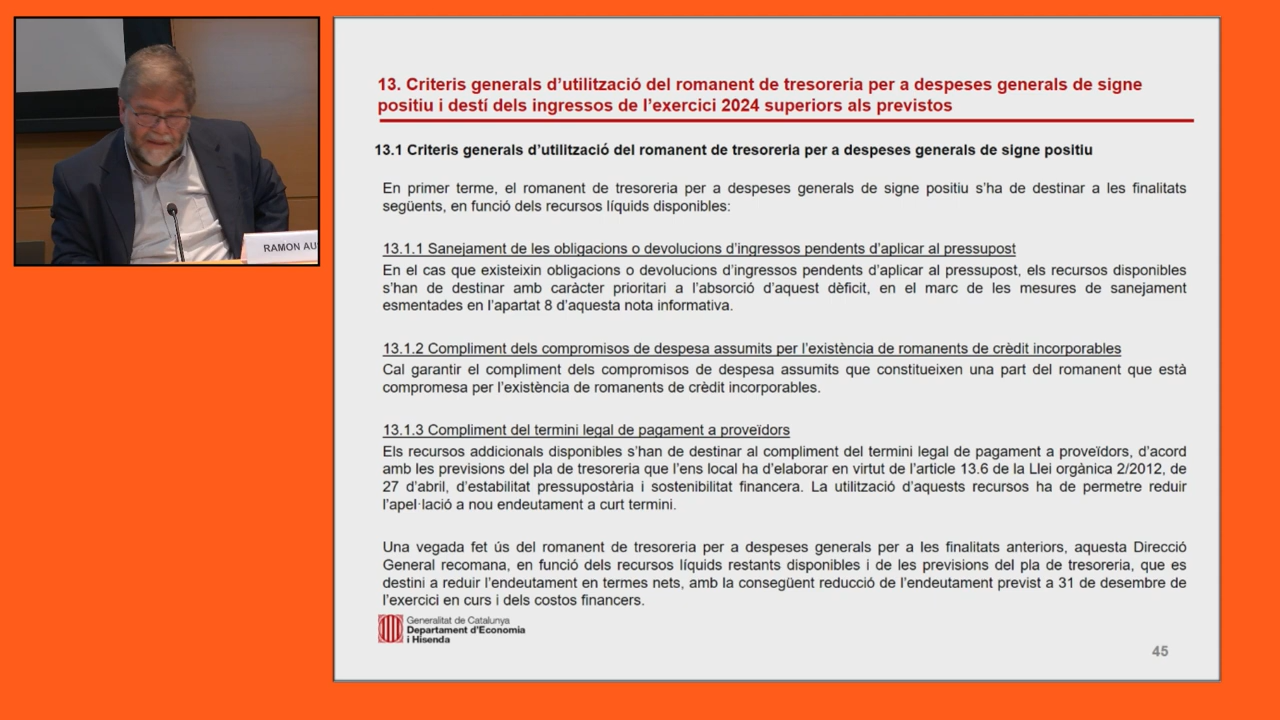 RAMON AU
13. Criteris generals d’utilització del romanent de tresoreria per a despeses generals de signe
positiu i destí dels ingressos de l’exercici 2024 superiors als previstos
13.1 Criteris generals d’utilització del romanent de tresoreria per a despeses generals de signe positiu
En primer terme, el romanent de tresoreria per a despeses generals de signe positiu s’ha de destinar a les finalitats
següents, en funció dels recursos líquids disponibles:
13.1.1 Sanejament de les obligacions o devolucions d’ingressos pendents d’aplicar al pressupost
En el cas que existeixin obligacions o devolucions d’ingressos pendents d’aplicar al pressupost, els recursos disponibles
s’han de destinar amb caràcter prioritari a l’absorció d’aquest dèficit, en el marc de les mesures de sanejament
esmentades en l’apartat 8 d’aquesta nota informativa.
13.1.2 Compliment dels compromisos de despesa assumits per l’existència de romanents de crèdit incorporables
Cal garantir el compliment dels compromisos de despesa assumits que constitueixen una part del romanent que està
compromesa per l’existència de romanents de crèdit incorporables.
13.1.3 Compliment del termini legal de pagament a proveïdors
Els recursos addicionals disponibles s’han de destinar al compliment del termini legal de pagament a proveïdors, d’acord
amb les previsions del pla de tresoreria que l’ens local ha d’elaborar en virtut de l’article 13.6 de la Llei orgànica 2/2012, de
27 d’abril, d’estabilitat pressupostària i sostenibilitat financera. La utilització d’aquests recursos ha de permetre reduir
l’apel·lació a nou endeutament a curt termini.
Una vegada fet ús del romanent de tresoreria per a despeses generals per a les finalitats anteriors, aquesta Direcció
General recomana, en funció dels recursos líquids restants disponibles i de les previsions del pla de tresoreria, que es
destini a reduir l’endeutament en termes nets, amb la consegüent reducció de l’endeutament previst a 31 de desembre de
l’exercici en curs i dels costos financers.
Generalitat de Catalunya
Departament d’Economia
i Hisenda
45